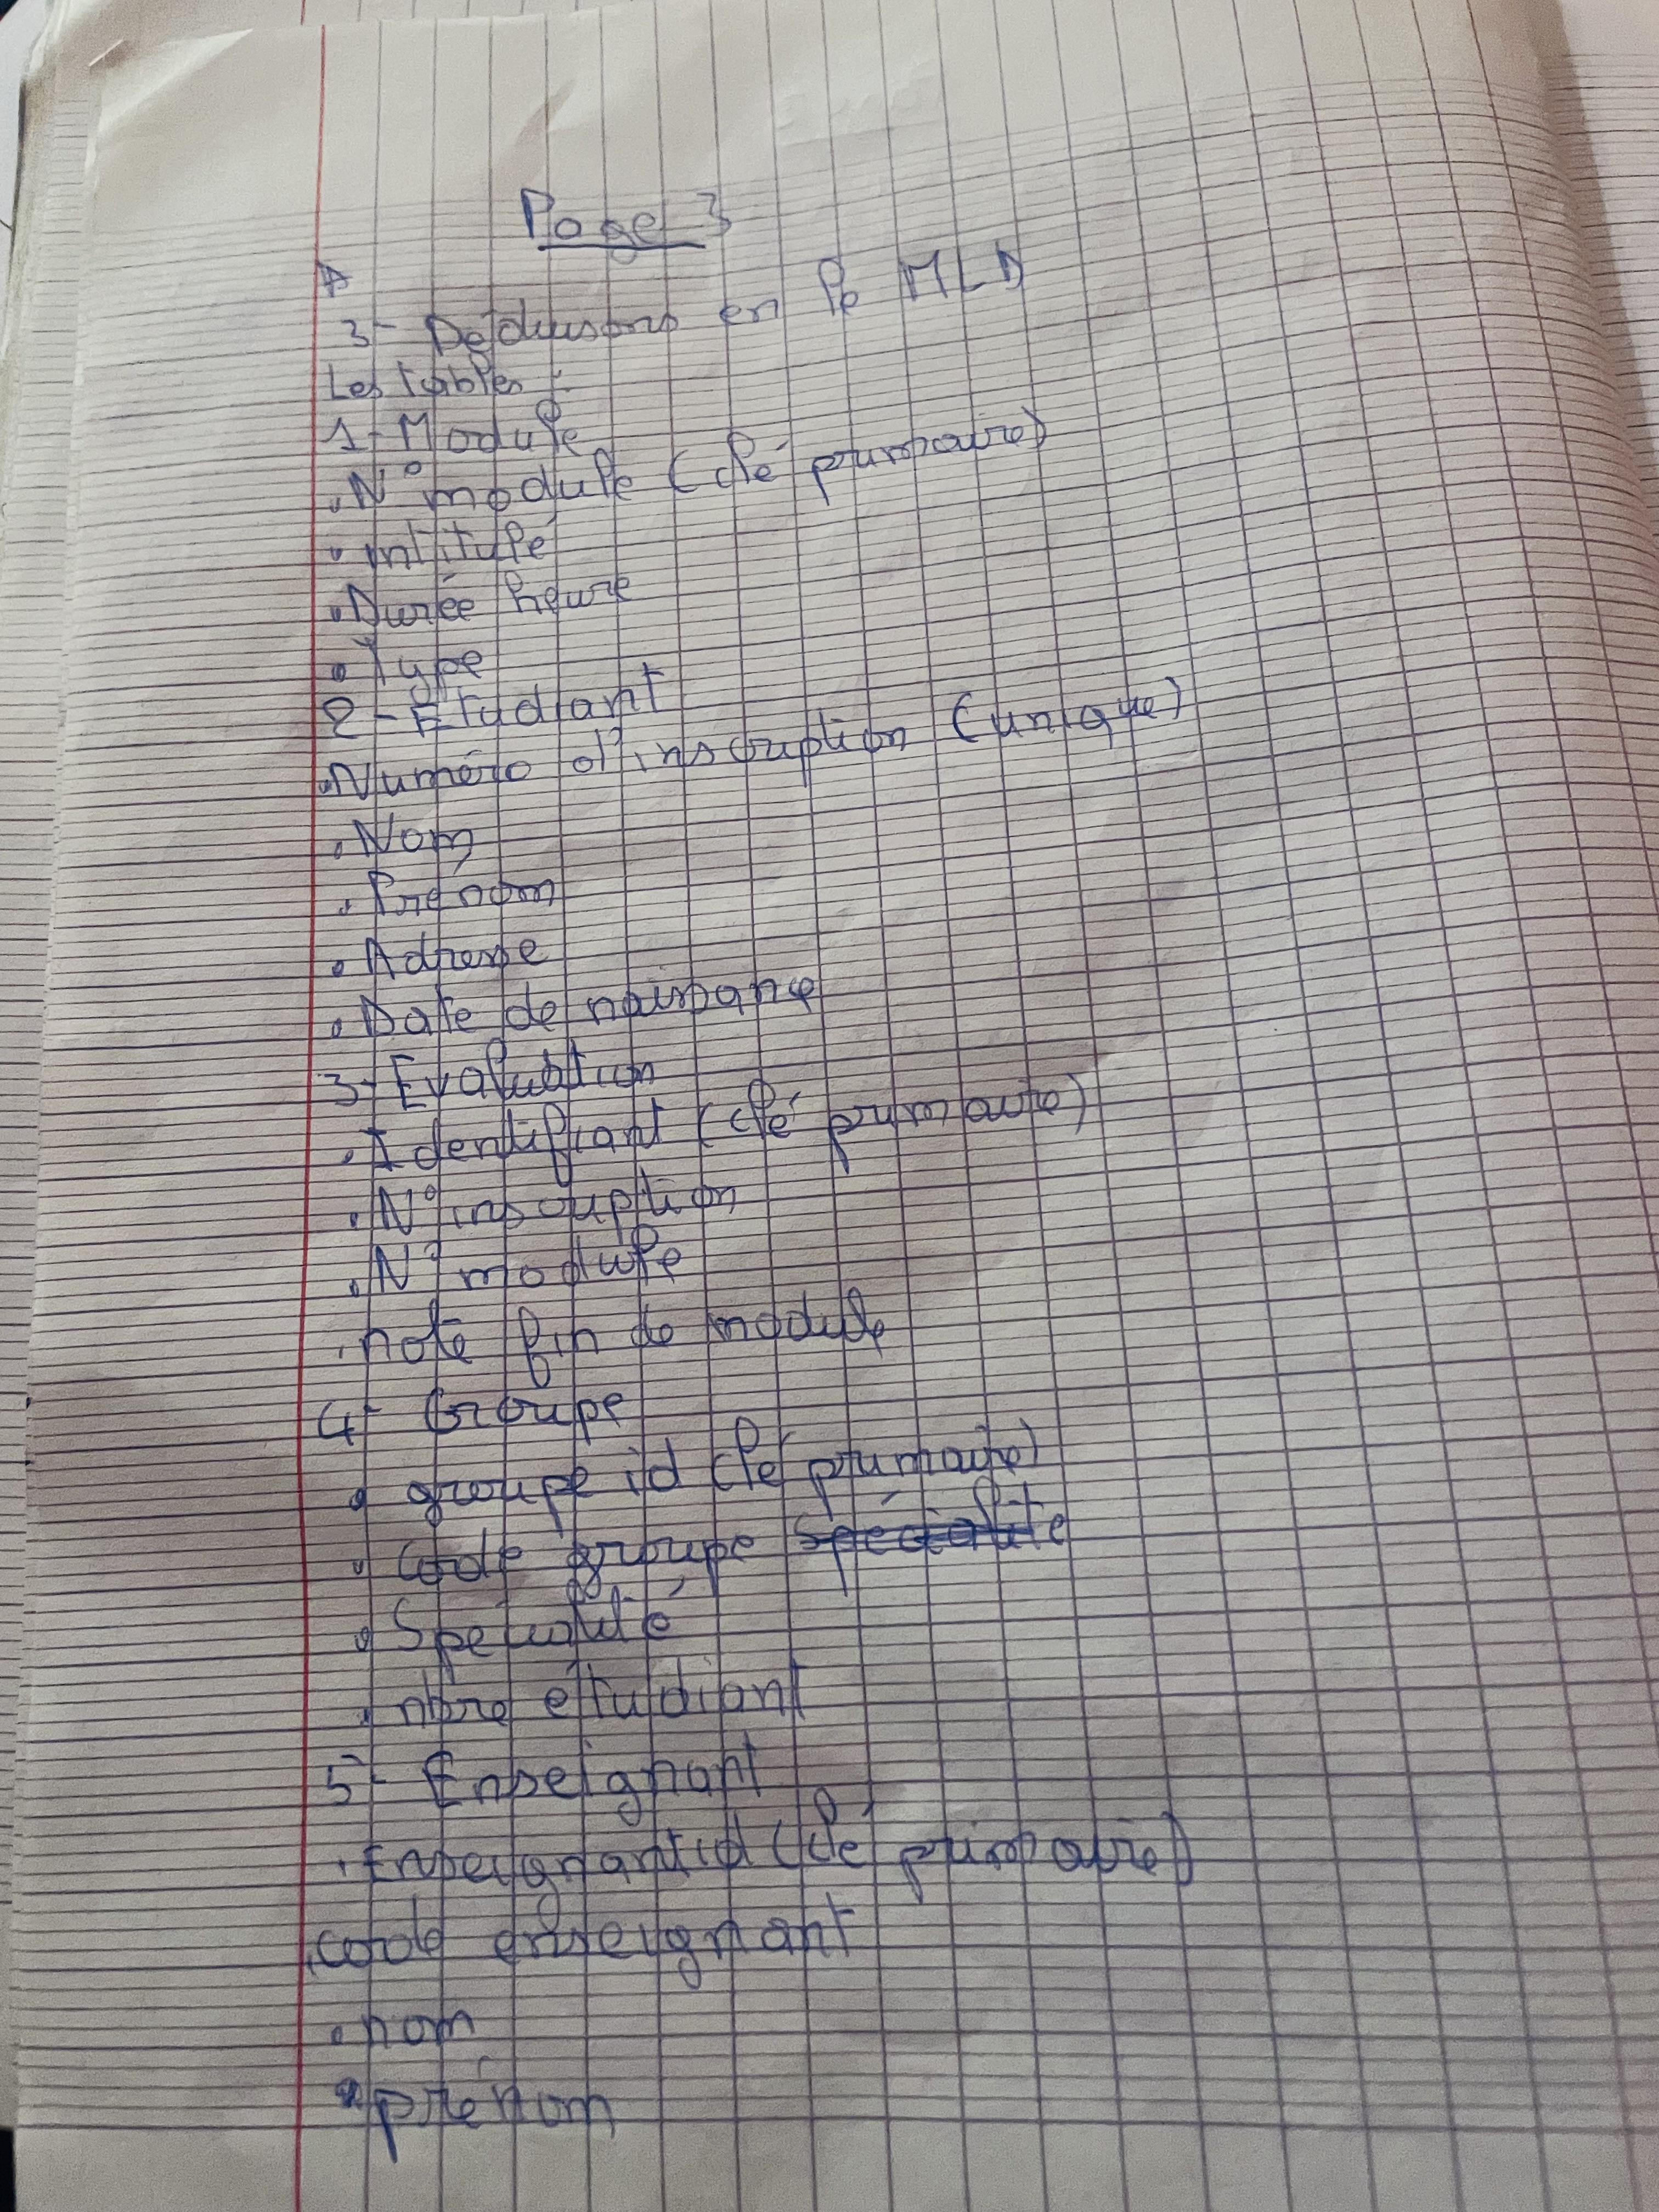 Page 3
A
3- Déduisons en le MLD
Les tables :
1- Module
. N° module (clé primaire)
. intitulé
. Durée heure
. Type
2- Etudiant
. Numéro d'inscription (unique)
. Nom
. Prénom
. Adresse
. Date de naissance
3- Evaluation
. Identifiant (clé primaire)
. N° inscription
. N° module
. note fin de module
4- Groupe
. groupe id (clé primaire)
. code groupe Spécialité
. Spécialité
. nbre étudiant
5- Enseignant
. Enseignant id (clé primaire)
. code enseignant
. nom
. prénom